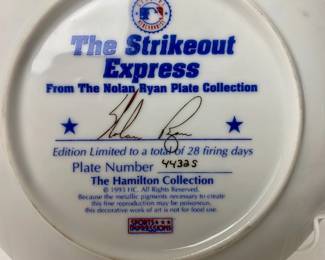 The Strikeout
Express
From The Nolan Ryan Plate Collection
Nolan Ryan
Edition Limited to a total of 28 firing days
Plate Number 4432S
The Hamilton Collection
© 1993 HC. All Rights Reserved.
Because the metallic pigments necessary to create
this fine reproduction may be poisonous,
this decorative work of art is not for food use.
SPORTS
IMPRESSIONS